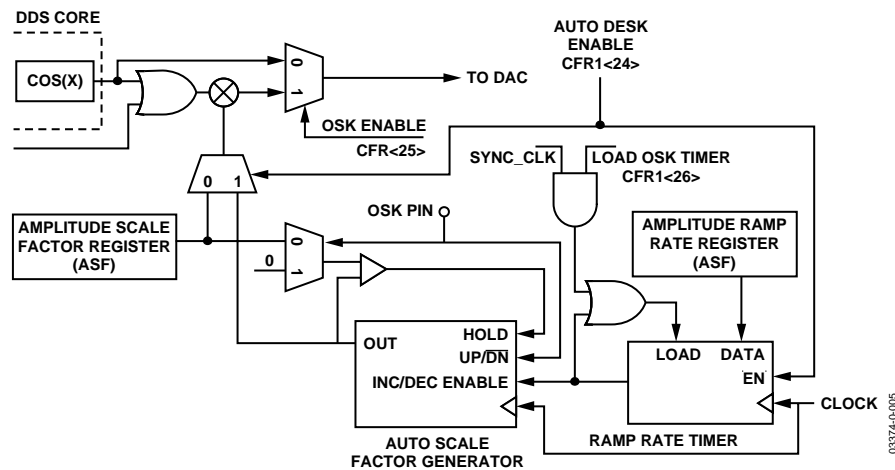 DDS CORE
COS(X)
0
1
TO DAC
OSK ENABLE
CFR<25>
AUTO DESK
ENABLE
CFR1<24>
SYNC_CLK
LOAD OSK TIMER
CFR1<26>
0 1
OSK PIN
AMPLITUDE SCALE
FACTOR REGISTER
(ASF)
0
0
1
AMPLITUDE RAMP
RATE REGISTER
(ASF)
OUT
HOLD
UP/DN
INC/DEC ENABLE
LOAD DATA
EN
CLOCK
RAMP RATE TIMER
AUTO SCALE
FACTOR GENERATOR
03374-0-005